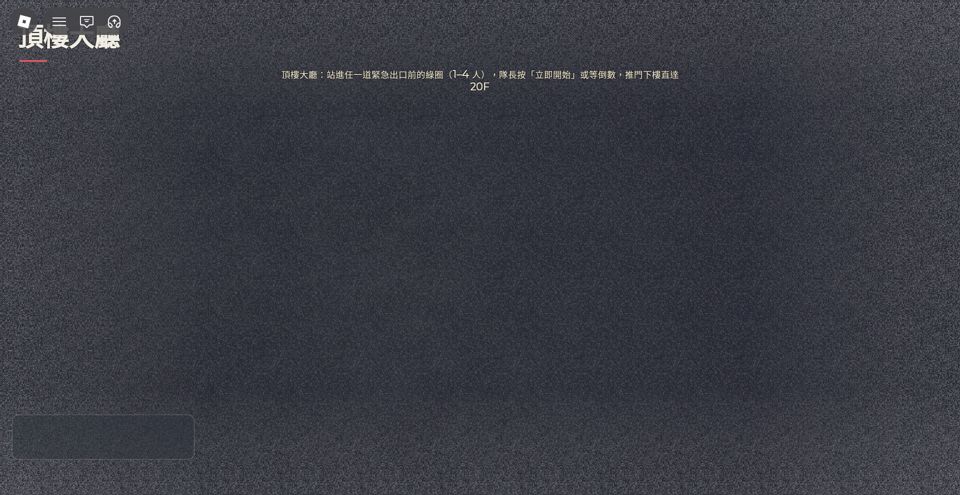 頂樓大廳
頂樓大廳：站進任一道緊急出口前的綠圈（1–4 人），隊長按「立即開始」或等倒數，推門下樓直達
20F